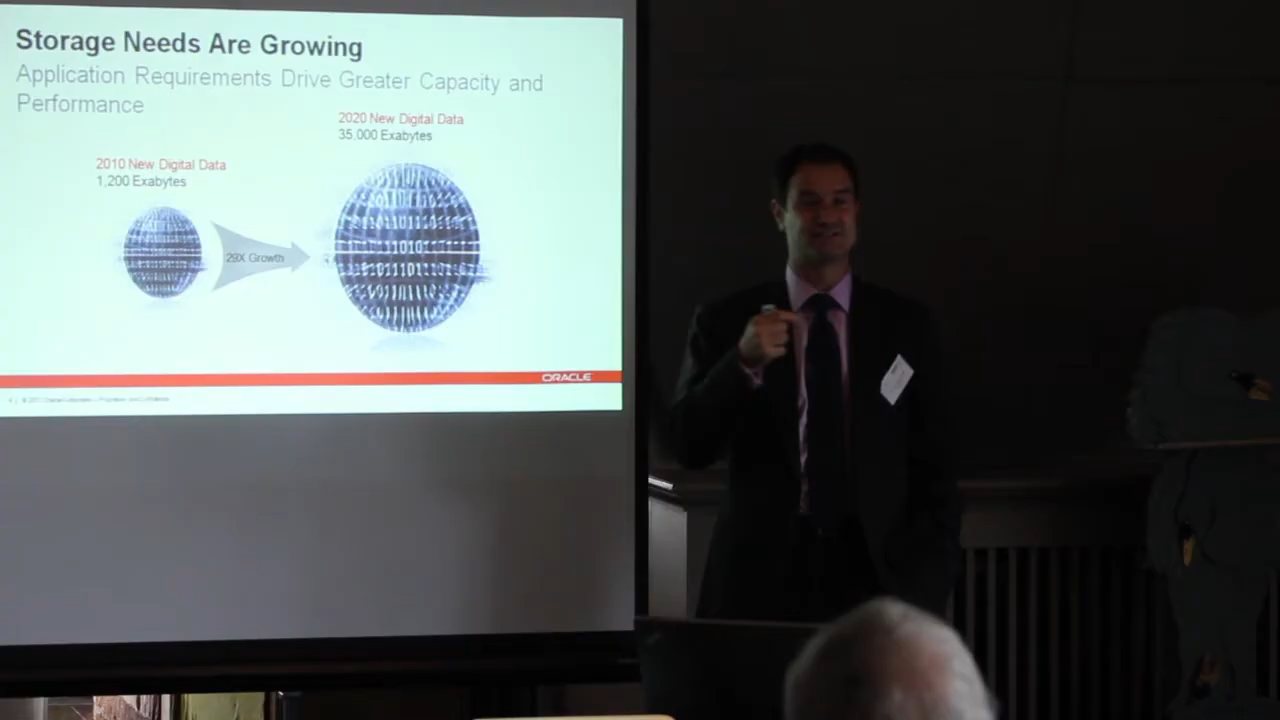 Storage Needs Are Growing
Application Requirements Drive Greater Capacity and
Performance
2020 New Digital Data
35,000 Exabytes
2010 New Digital Data
1,200 Exabytes
29X Growth
11010
ORACLE